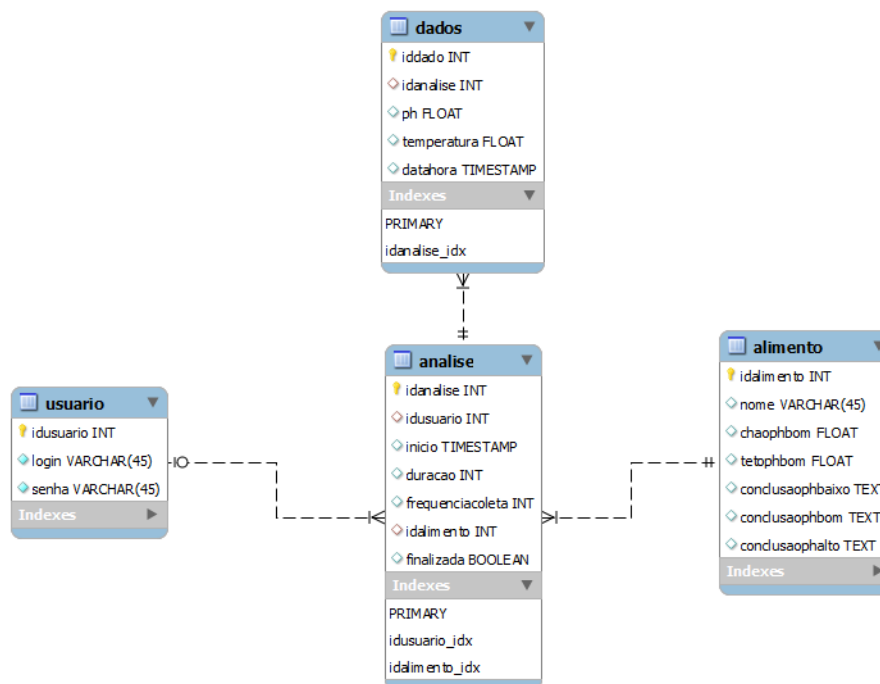 dados
iddado INT
idanalise INT
ph FLOAT
temperatura FLOAT
datahora TIMESTAMP
Indexes
PRIMARY
idanalise_idx
usuario
idusuario INT
login VARCHAR(45)
senha VARCHAR(45)
Indexes
analise
idanalise INT
idusuario INT
inicio TIMESTAMP
duracao INT
frequenciacoleta INT
idalimento INT
finalizada BOOLEAN
Indexes
PRIMARY
idusuario_idx
idalimento_idx
alimento
idalimento INT
nome VARCHAR(45)
chaophbom FLOAT
tetophbom FLOAT
conclusaophbaixo TEXT
conclusaophbom TEXT
conclusaophalto TEXT
Indexes